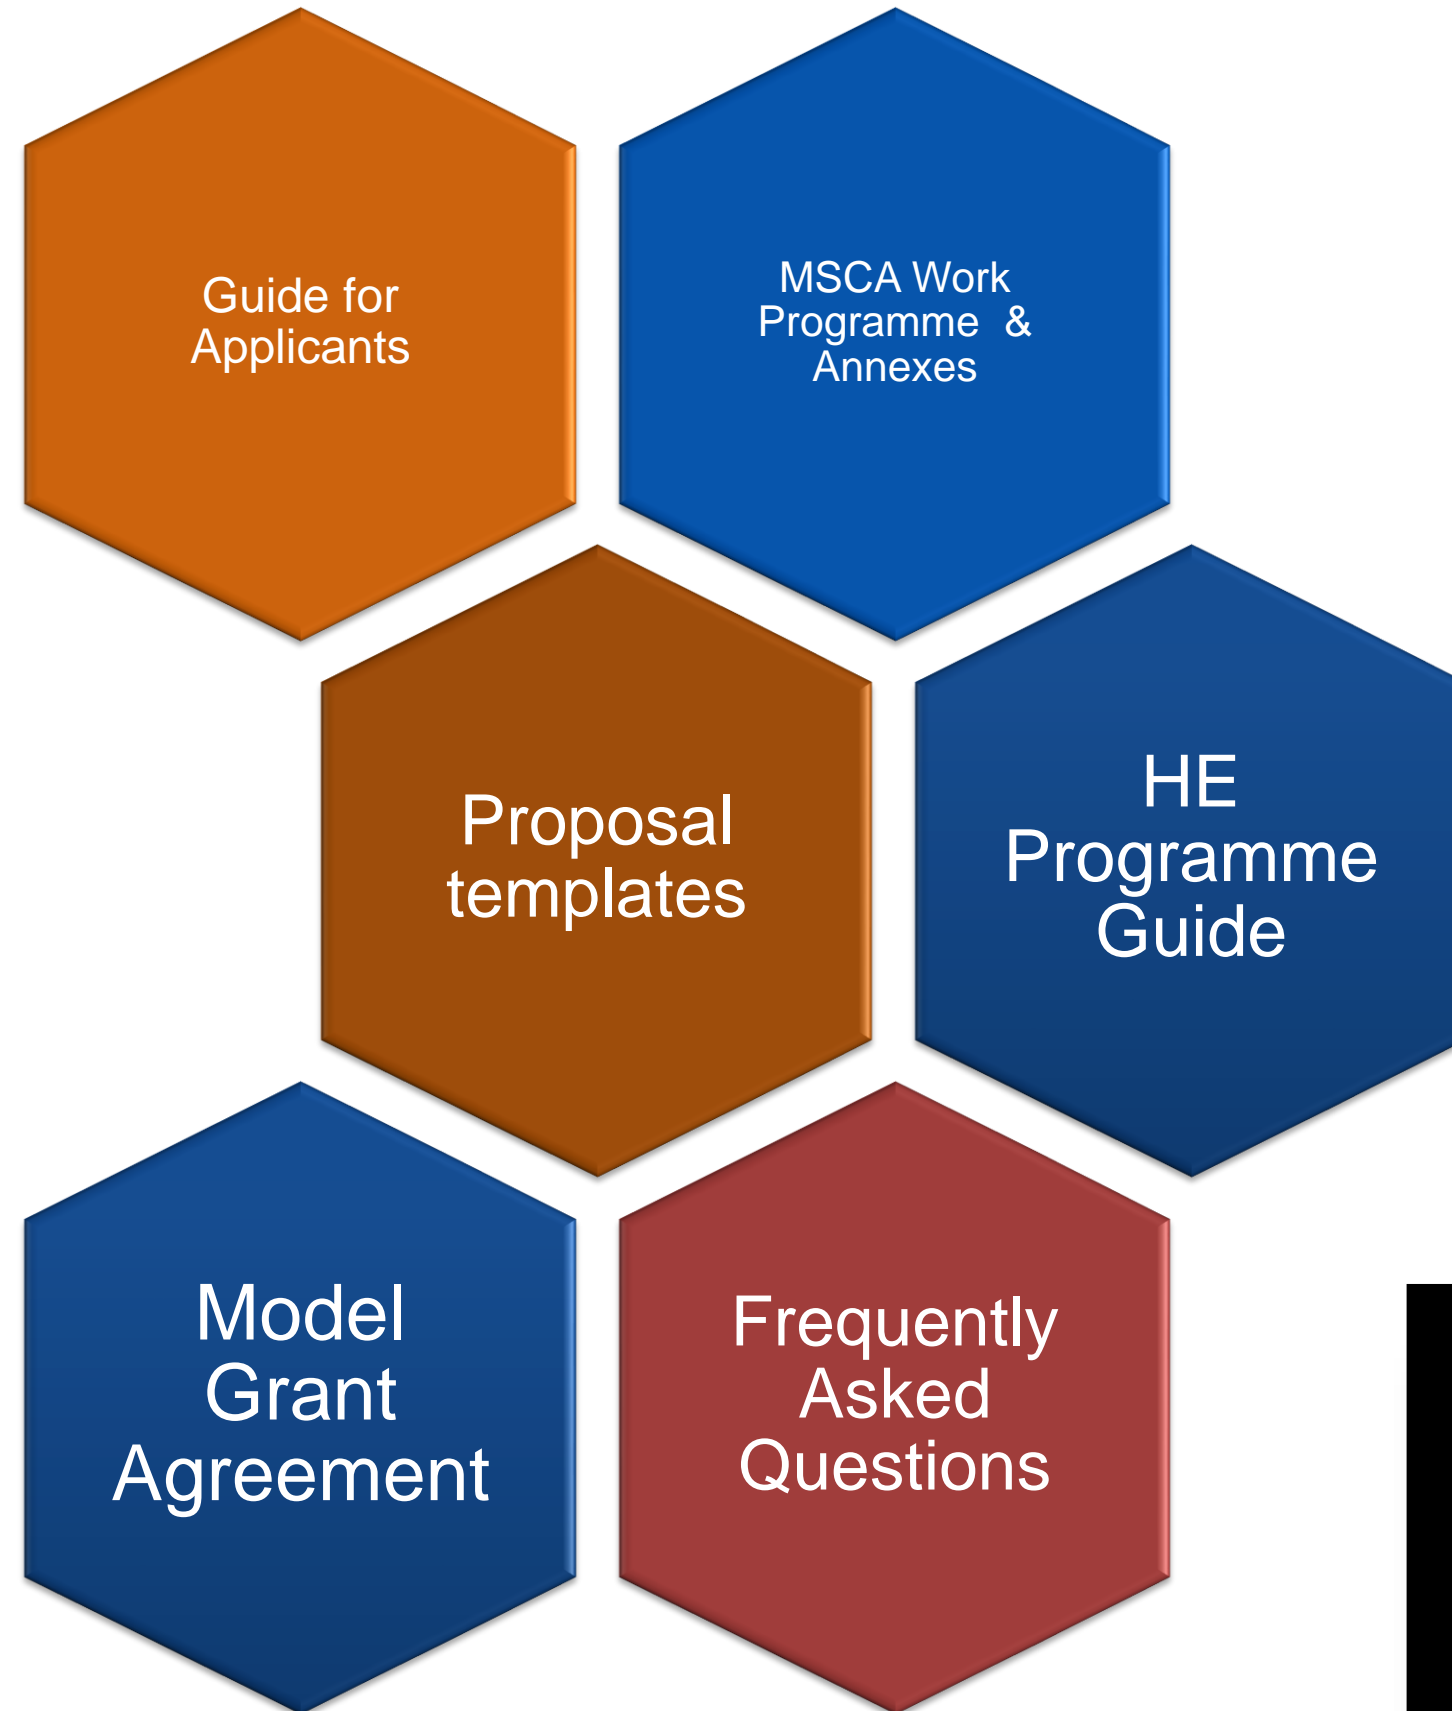 Guide for
Applicants
MSCA Work
Programme  &
Annexes
Proposal
templates
HE
Programme
Guide
Model
Grant
Agreement
Frequently
Asked
Questions